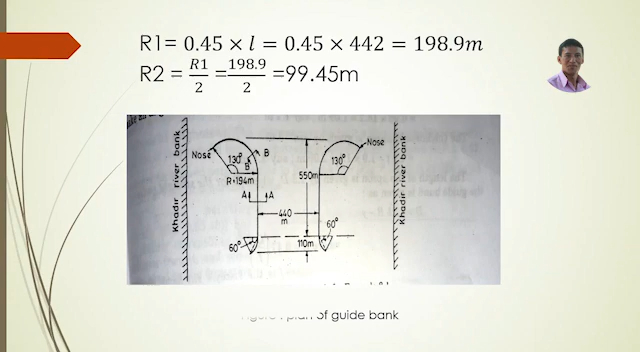 R1= 0.45 × l = 0.45 × 442 = 198.9m
R2 = R1/2 = 198.9/2 =99.45m
Khadir river bank
Nose
130°
B
B
R=194m
A
A
550m
440
m
60°
60°
110m
130°
Nose
Khadir river bank
plan of guide bank